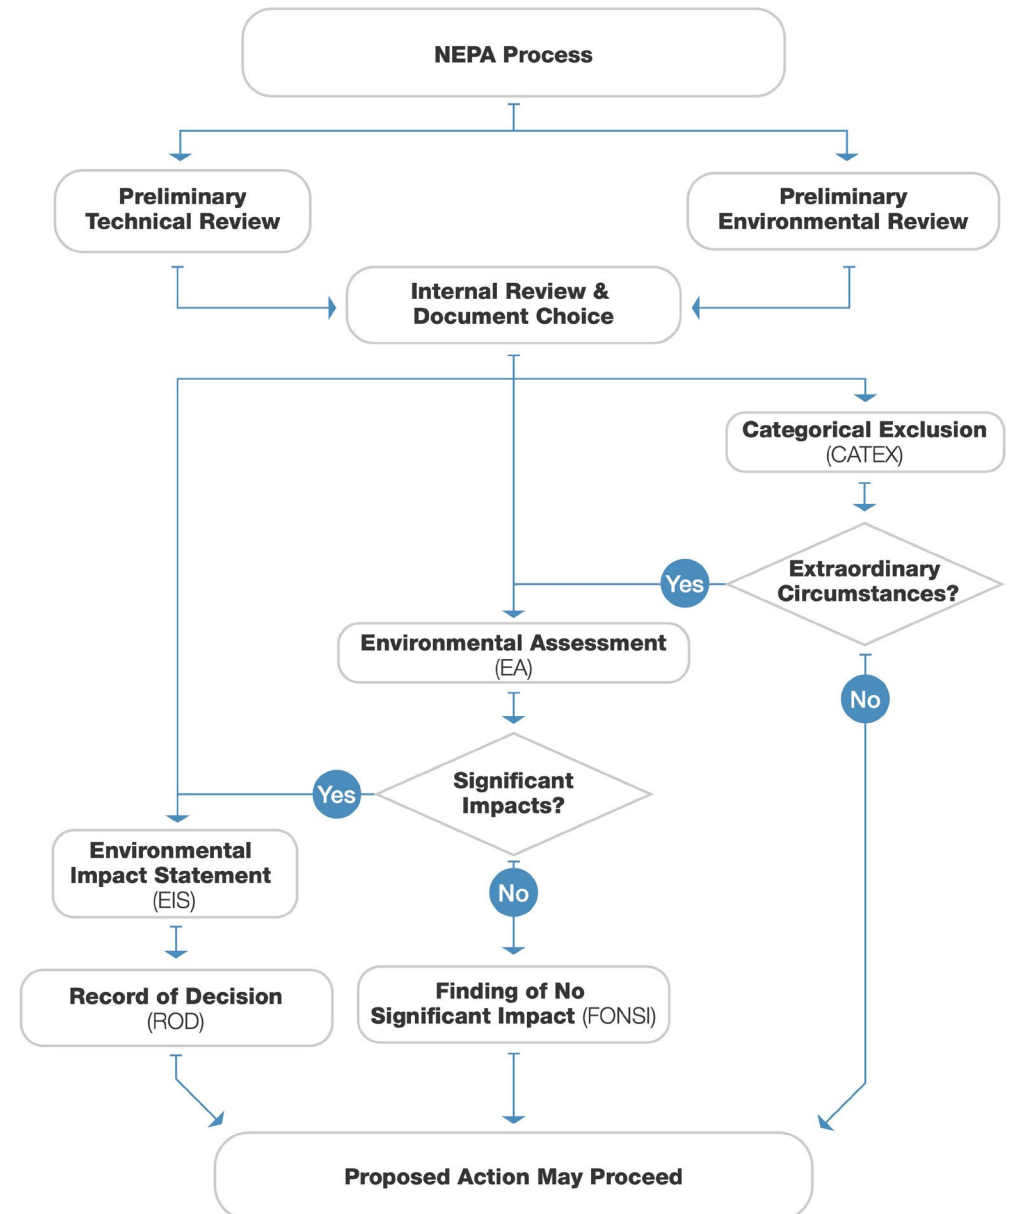 NEPA Process
Preliminary
Technical Review
Preliminary
Environmental Review
Internal Review &
Document Choice
Categorical Exclusion
(CATEX)
Extraordinary
Circumstances?
Yes
Environmental Assessment
(EA)
No
Significant
Impacts?
Yes
Environmental
Impact Statement
(EIS)
No
Record of Decision
(ROD)
Finding of No
Significant Impact (FONSI)
Proposed Action May Proceed